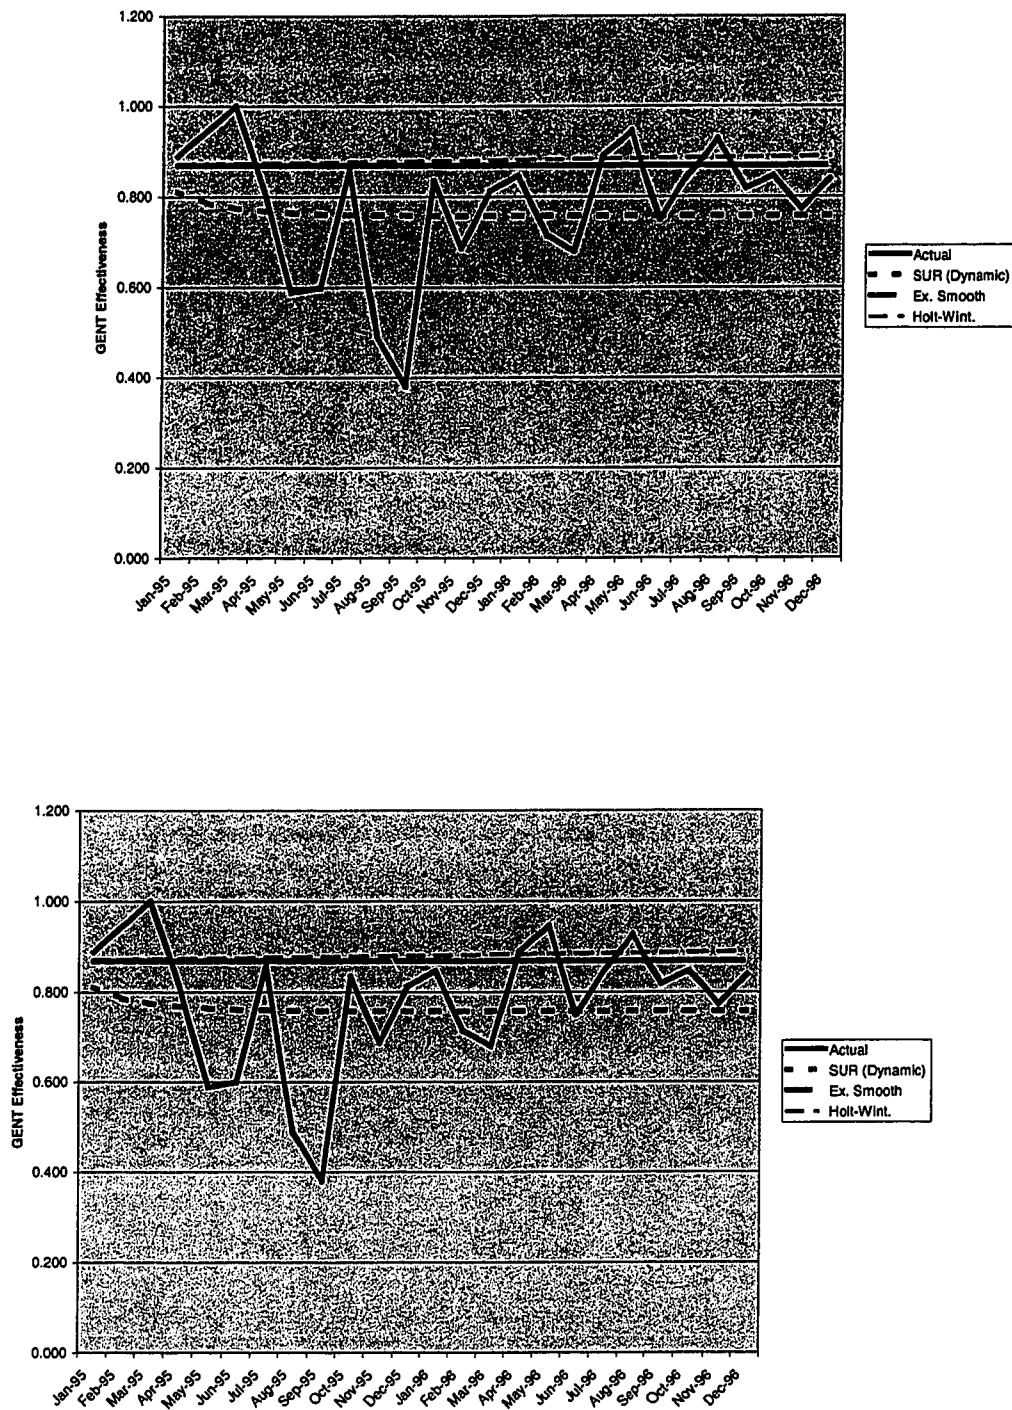 1.200
1.000
0.800
0.600
0.400
0.200
0.000
GENT Effectiveness
Jan-95
Feb-95
Mar-95
Apr-95
May-95
Jun-95
Jul-95
Aug-95
Sep-95
Oct-95
Nov-95
Dec-95
Jan-96
Feb-96
Mar-96
Apr-96
May-96
Jun-96
Jul-96
Aug-96
Sep-96
Oct-96
Nov-96
Dec-96
Actual
SUR (Dynamic)
Ex. Smooth
Holt-Wint.
1.200
1.000
0.800
0.600
0.400
0.200
0.000
GENT Effectiveness
Jan-95
Feb-95
Mar-95
Apr-95
May-95
Jun-95
Jul-95
Aug-95
Sep-95
Oct-95
Nov-95
Dec-95
Jan-96
Feb-96
Mar-96
Apr-96
May-96
Jun-96
Jul-96
Aug-96
Sep-96
Oct-96
Nov-96
Dec-96
Actual
SUR (Dynamic)
Ex. Smooth
Holt-Wint.